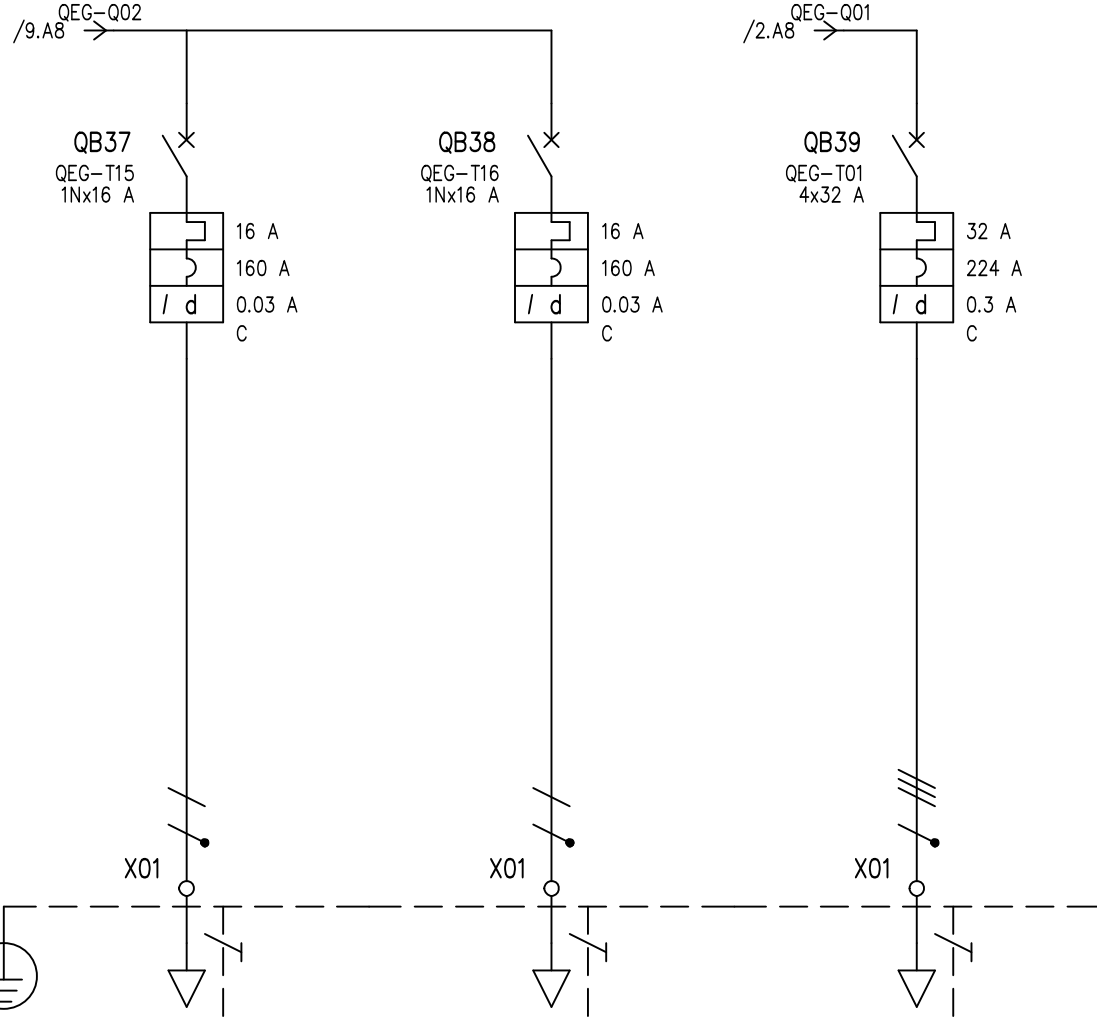 QEG-Q02
/9.A8
QEG-Q01
/2.A8
QB37
QEG-T15
1Nx16 A
16 A
160 A
I d
0.03 A
C
QB38
QEG-T16
1Nx16 A
16 A
160 A
I d
0.03 A
C
QB39
QEG-T01
4x32 A
32 A
224 A
I d
0.3 A
C
X01
X01
X01